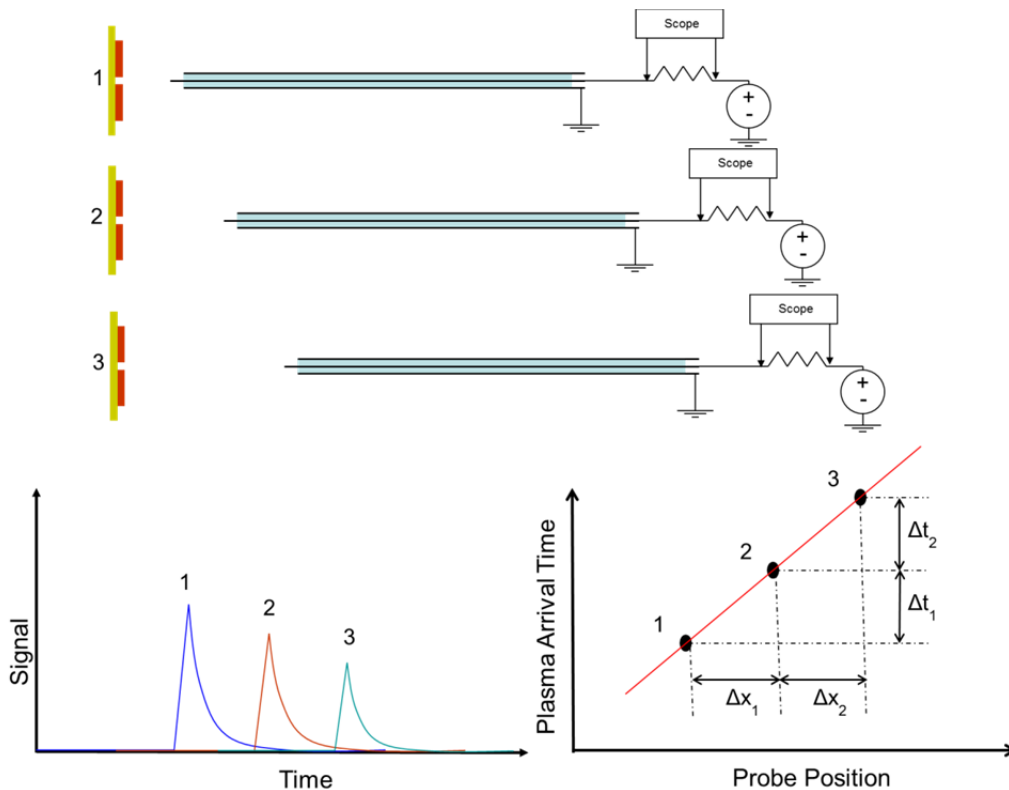 Scope
1
+
-
Scope
2
+
-
Scope
3
+
-
Signal
1
2
3
Time
Plasma Arrival Time
3
2
1
Δt₂
Δt₁
Δx₁
Δx₂
Probe Position